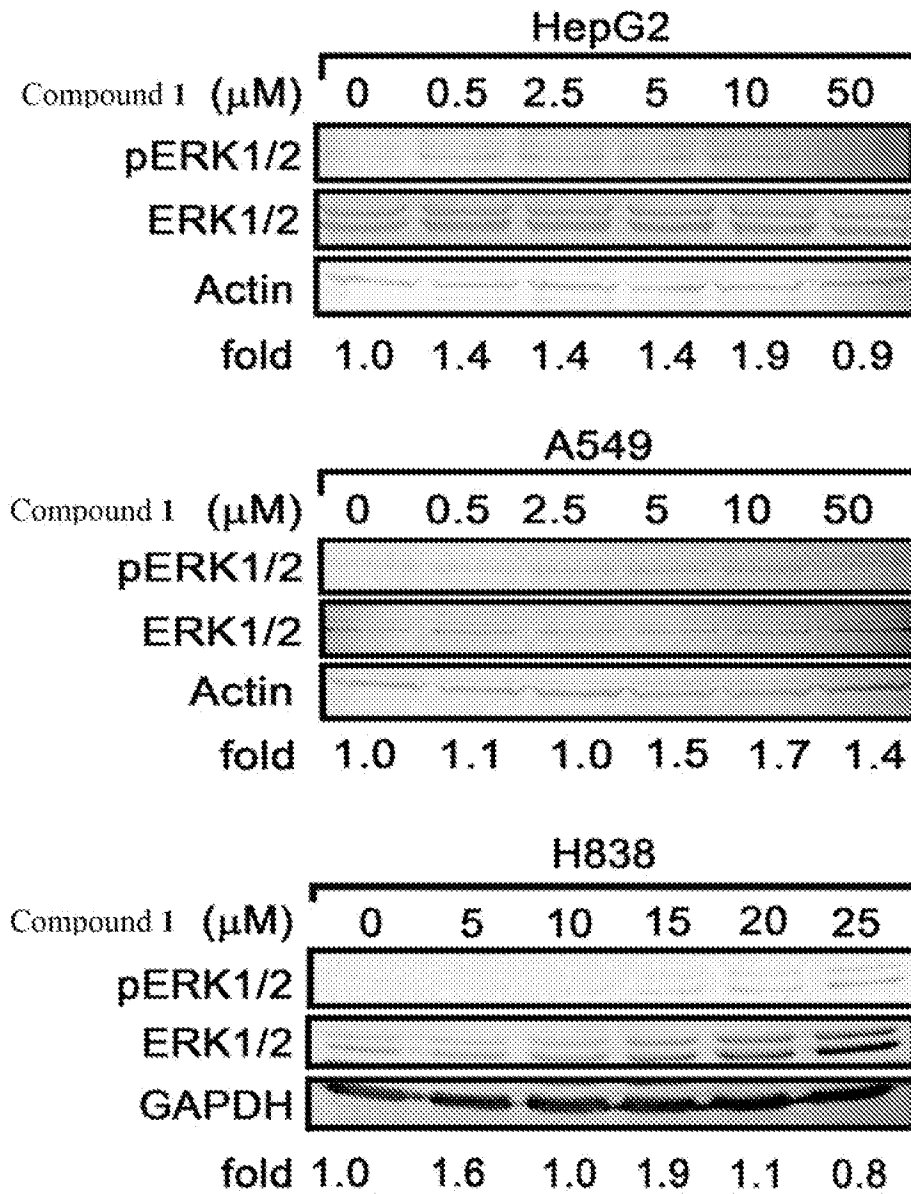 HepG2
Compound 1 (μM) 0 0.5 2.5 5 10 50
pERK1/2
ERK1/2
Actin
fold 1.0 1.4 1.4 1.4 1.9 0.9
A549
Compound 1 (μM) 0 0.5 2.5 5 10 50
pERK1/2
ERK1/2
Actin
fold 1.0 1.1 1.0 1.5 1.7 1.4
H838
Compound 1 (μM) 0 5 10 15 20 25
pERK1/2
ERK1/2
GAPDH
fold 1.0 1.6 1.0 1.9 1.1 0.8